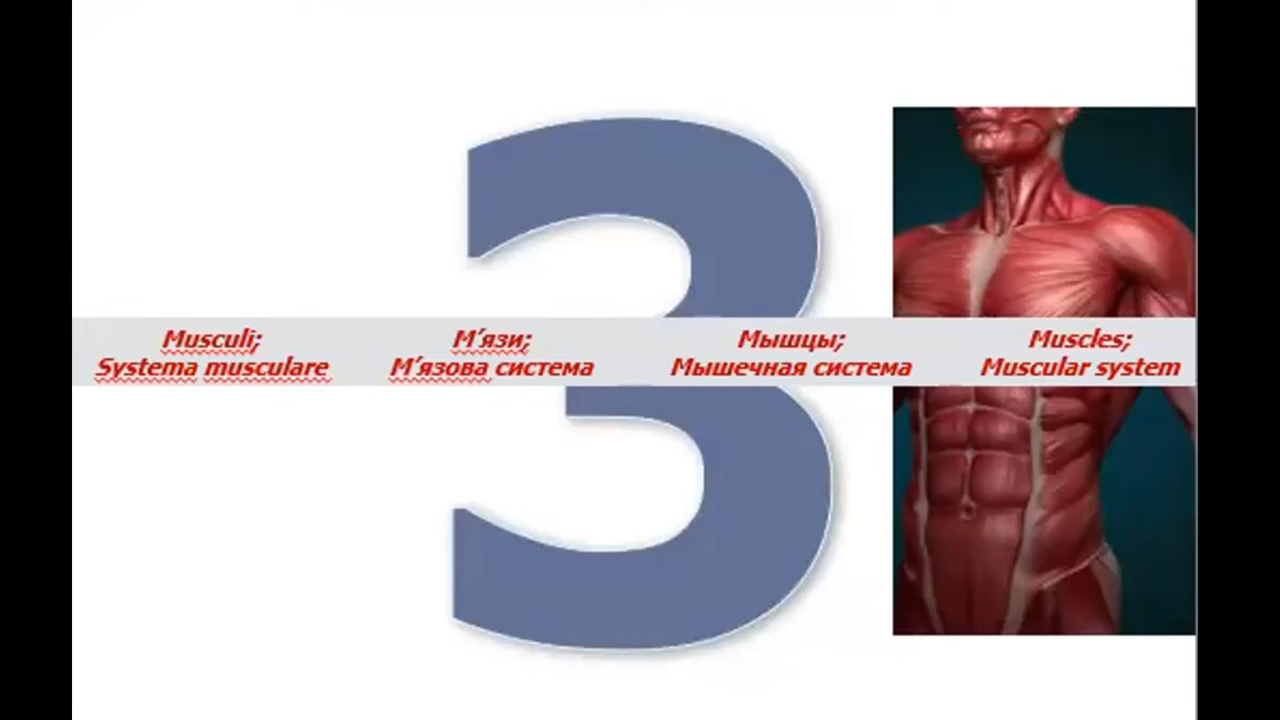 3
Musculi;
Systema musculare
М′язи;
М′язова система
Мышцы;
Мышечная система
Muscles;
Muscular system